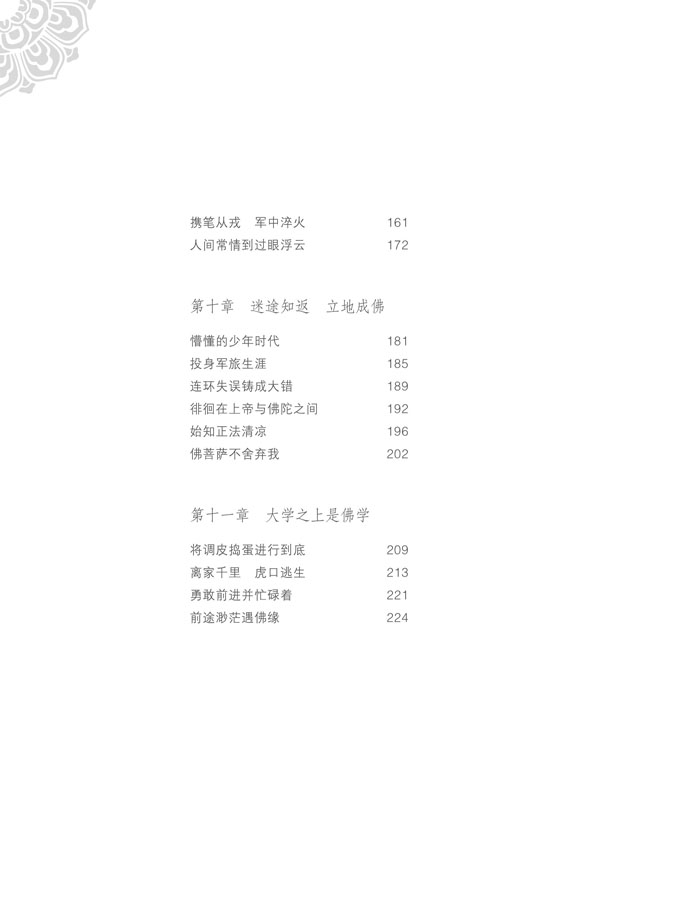 携笔从戎　军中淬火 161
人间常情到过眼浮云 172
第十章　迷途知返　立地成佛
懵懂的少年时代 181
投身军旅生涯 185
连环失误铸成大错 189
徘徊在上帝与佛陀之间 192
始知正法清凉 196
佛菩萨不舍弃我 202
第十一章　大学之上是佛学
将调皮捣蛋进行到底 209
离家千里　虎口逃生 213
勇敢前进并忙碌着 221
前途渺茫遇佛缘 224